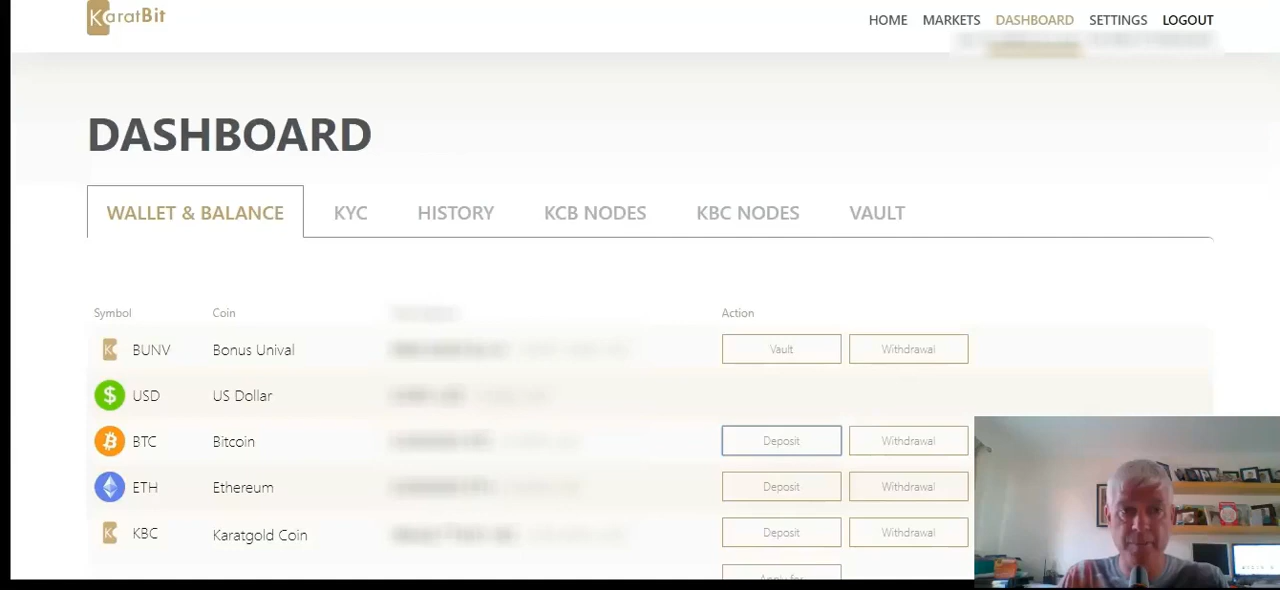 KaratBit
HOME MARKETS DASHBOARD SETTINGS LOGOUT
DASHBOARD
WALLET & BALANCE KYC HISTORY KCB NODES KBC NODES VAULT
Symbol Coin Action
BUNV Bonus Unival Vault Withdrawal
$ USD US Dollar
BTC Bitcoin Deposit Withdrawal
ETH Ethereum Deposit Withdrawal
K KBC Karatgold Coin Deposit Withdrawal
Apply for